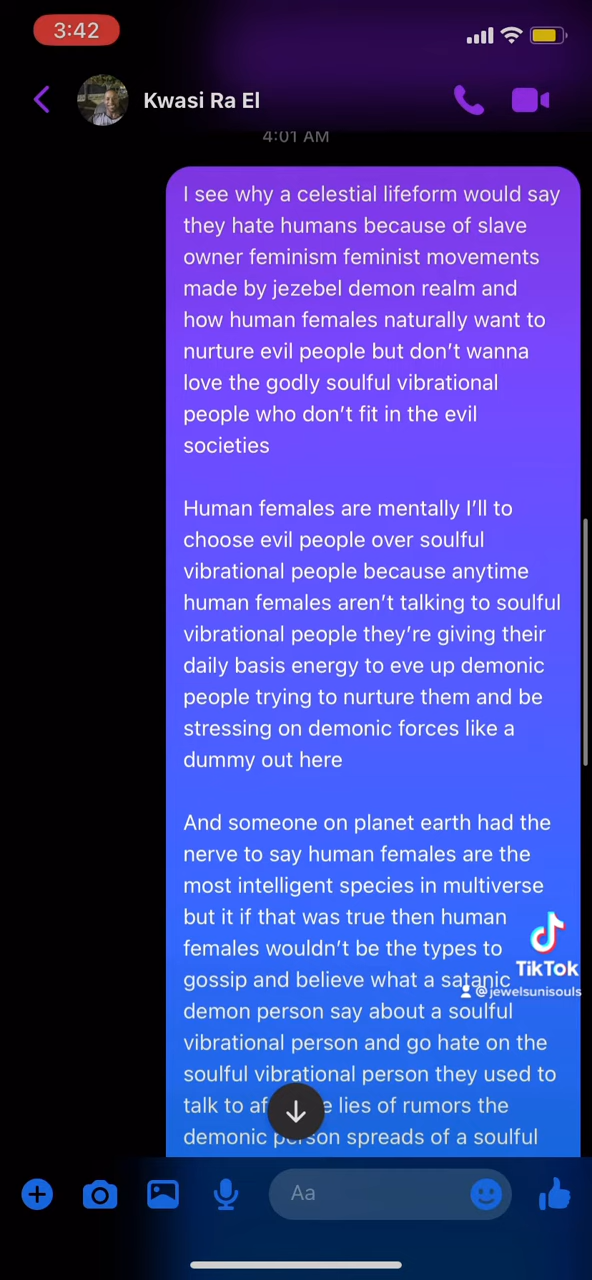 3:42
Kwasi Ra El
4:01 AM
I see why a celestial lifeform would say
they hate humans because of slave
owner feminism feminist movements
made by jezebel demon realm and
how human females naturally want to
nurture evil people but don't wanna
love the godly soulful vibrational
people who don't fit in the evil
societies
Human females are mentally I'll to
choose evil people over soulful
vibrational people because anytime
human females aren't talking to soulful
vibrational people they're giving their
daily basis energy to eve up demonic
people trying to nurture them and be
stressing on demonic forces like a
dummy out here
And someone on planet earth had the
nerve to say human females are the
most intelligent species in multiverse
but it if that was true then human
females wouldn't be the types to
gossip and believe what a satanic
demon person say about a soulful
vibrational person and go hate on the
soulful vibrational person they used to
talk to lies of rumors the
demonic person spreads of a soulful
TikTok
@jewelsunisouls
Aa